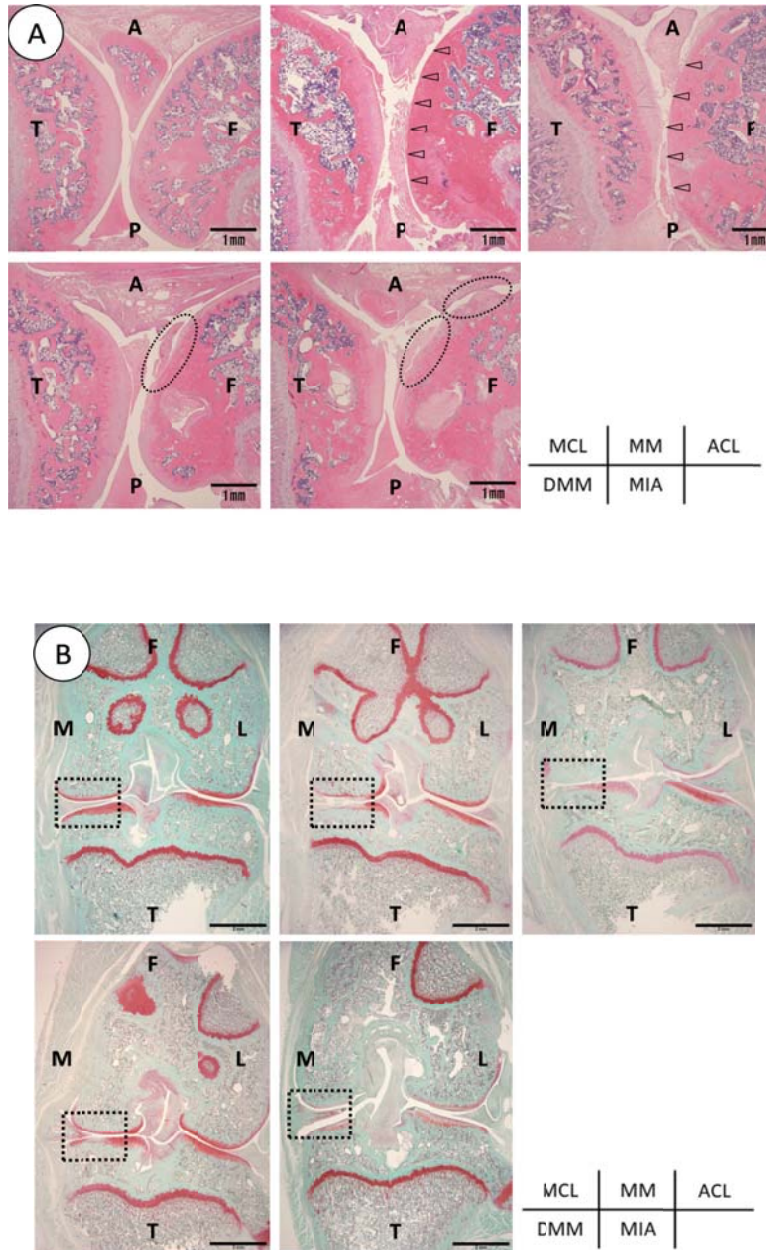 A
A A A
T F T F T F
P P P
1mm 1mm 1mm
A A
T F T F
P P
1mm 1mm
MCL MM ACL
DMM MIA
B
F F F
M L M L M L
T T T
F F
M L M L
T T
MCL MM ACL
DMM MIA